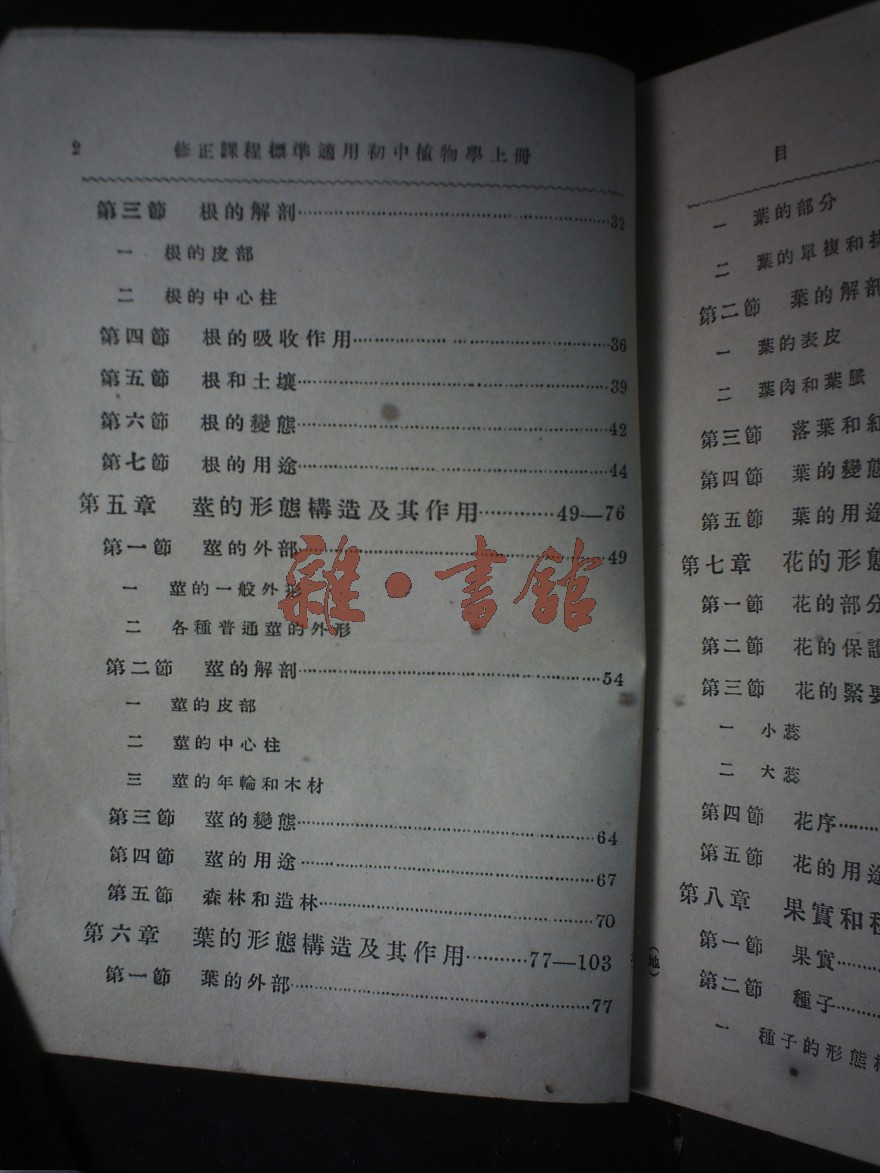 2 修正課程標準適用初中植物學上冊
第三節 根的解剖……32
一 根的皮部
二 根的中心柱
第四節 根的吸收作用……36
第五節 根和土壤……39
第六節 根的變態……42
第七節 根的用途……44
第五章 莖的形態構造及其作用……49—76
第一節 莖的外部……49
一 莖的一般外形
二 各種普通莖的外形
第二節 莖的解剖……54
一 莖的皮部
二 莖的中心柱
三 莖的年輪和木材
第三節 莖的變態……64
第四節 莖的用途……67
第五節 森林和造林……70
第六章 葉的形態構造及其作用……77—103
第一節 葉的外部……77
雜·書館
目
一 葉的部分
二 葉的單複和
第二節 葉的解剖
一 葉的表皮
二 葉肉和葉脈
第三節 落葉和紅
第四節 葉的變態
第五節 葉的用途
第七章 花的形態
第一節 花的部分
第二節 花的保護
第三節 花的緊要
一 小蕊
二 大蕊
第四節 花序……
第五節 花的用途
第八章 果實和種
第一節 果實……
第二節 種子……
一 種子的形態
(地)